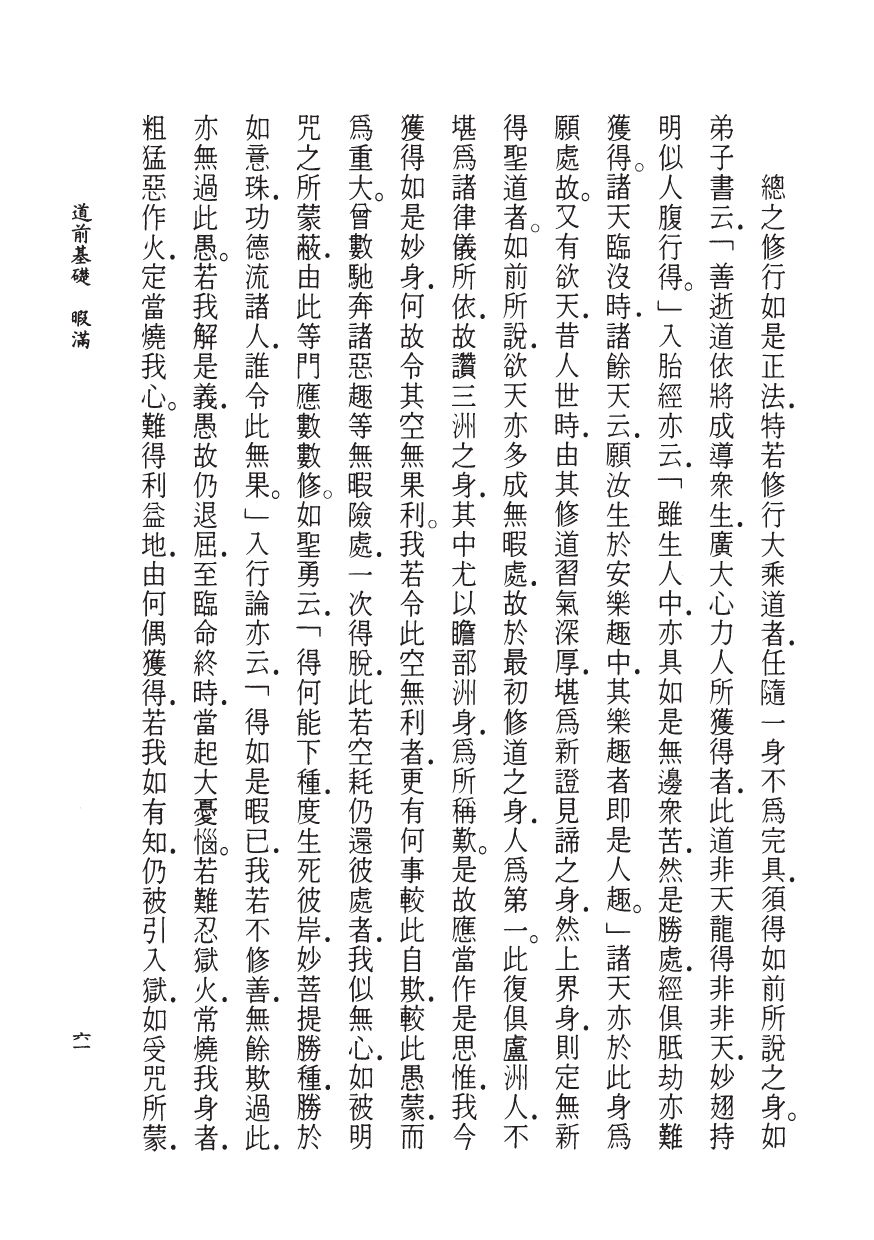 總之修行如是正法．特若修行大乘道者．任隨一身不爲完具．須得如前所說之身。如
弟子書云．「善逝道依將成導衆生．廣大心力人所獲得者．此道非天龍得非非天．妙翅持
明似人腹行得。」入胎經亦云．「雖生人中．亦具如是無邊衆苦．然是勝處．經俱胝劫亦難
獲得。諸天臨沒時．諸餘天云．願汝生於安樂趣中．其樂趣者即是人趣。」諸天亦於此身爲
願處故。又有欲天．昔人世時．由其修道習氣深厚．堪爲新證見諦之身．然上界身．則定無新
得聖道者。如前所說．欲天亦多成無暇處．故於最初修道之身．人爲第一。此復俱盧洲人．不
堪爲諸律儀所依．故讚三洲之身．其中尤以瞻部洲身．爲所稱歎。是故應當作是思惟．我今
獲得如是妙身．何故令其空無果利。我若令此空無利者．更有何事較此自欺．較此愚蒙．而
爲重大。曾數馳奔諸惡趣等無暇險處．一次得脫．此若空耗仍還彼處者．我似無心．如被明
咒之所蒙蔽．由此等門應數數修。如聖勇云．「得何能下種．度生死彼岸．妙菩提勝種．勝於
如意珠．功德流諸人．誰令此無果。」入行論亦云．「得如是暇已．我若不修善．無餘欺過此．
亦無過此愚。若我解是義．愚故仍退屈．至臨命終時．當起大憂惱。若難忍獄火．常燒我身者．
粗猛惡作火．定當燒我心。難得利益地．由何偶獲得．若我如有知．仍被引入獄．如受咒所蒙．
道前基礎　暇滿
六一